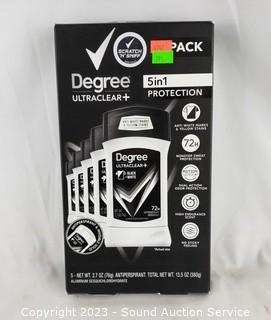 SCRATCH
'N' SNIFF
PACK
Degree
ULTRACLEAR+
5in1
PROTECTION
ANTI WHITE MARKS
& YELLOW STAINS
72H
NONSTOP SWEAT
PROTECTION
MOTION
DUAL ACTION
ODOR PROTECTION
HIGH ENDURANCE
SCENT
NO STICKY
FEELING
Degree
ULTRACLEAR+
BLACK+
WHITE
72H
5 - NET WT. 2.7 OZ (76g) ANTIPERSPIRANT. TOTAL NET WT. 13.5 OZ (380g)
ALUMINUM SESQUICHLOROHYDRATE
Copyright 2023 - Sound Auction Service